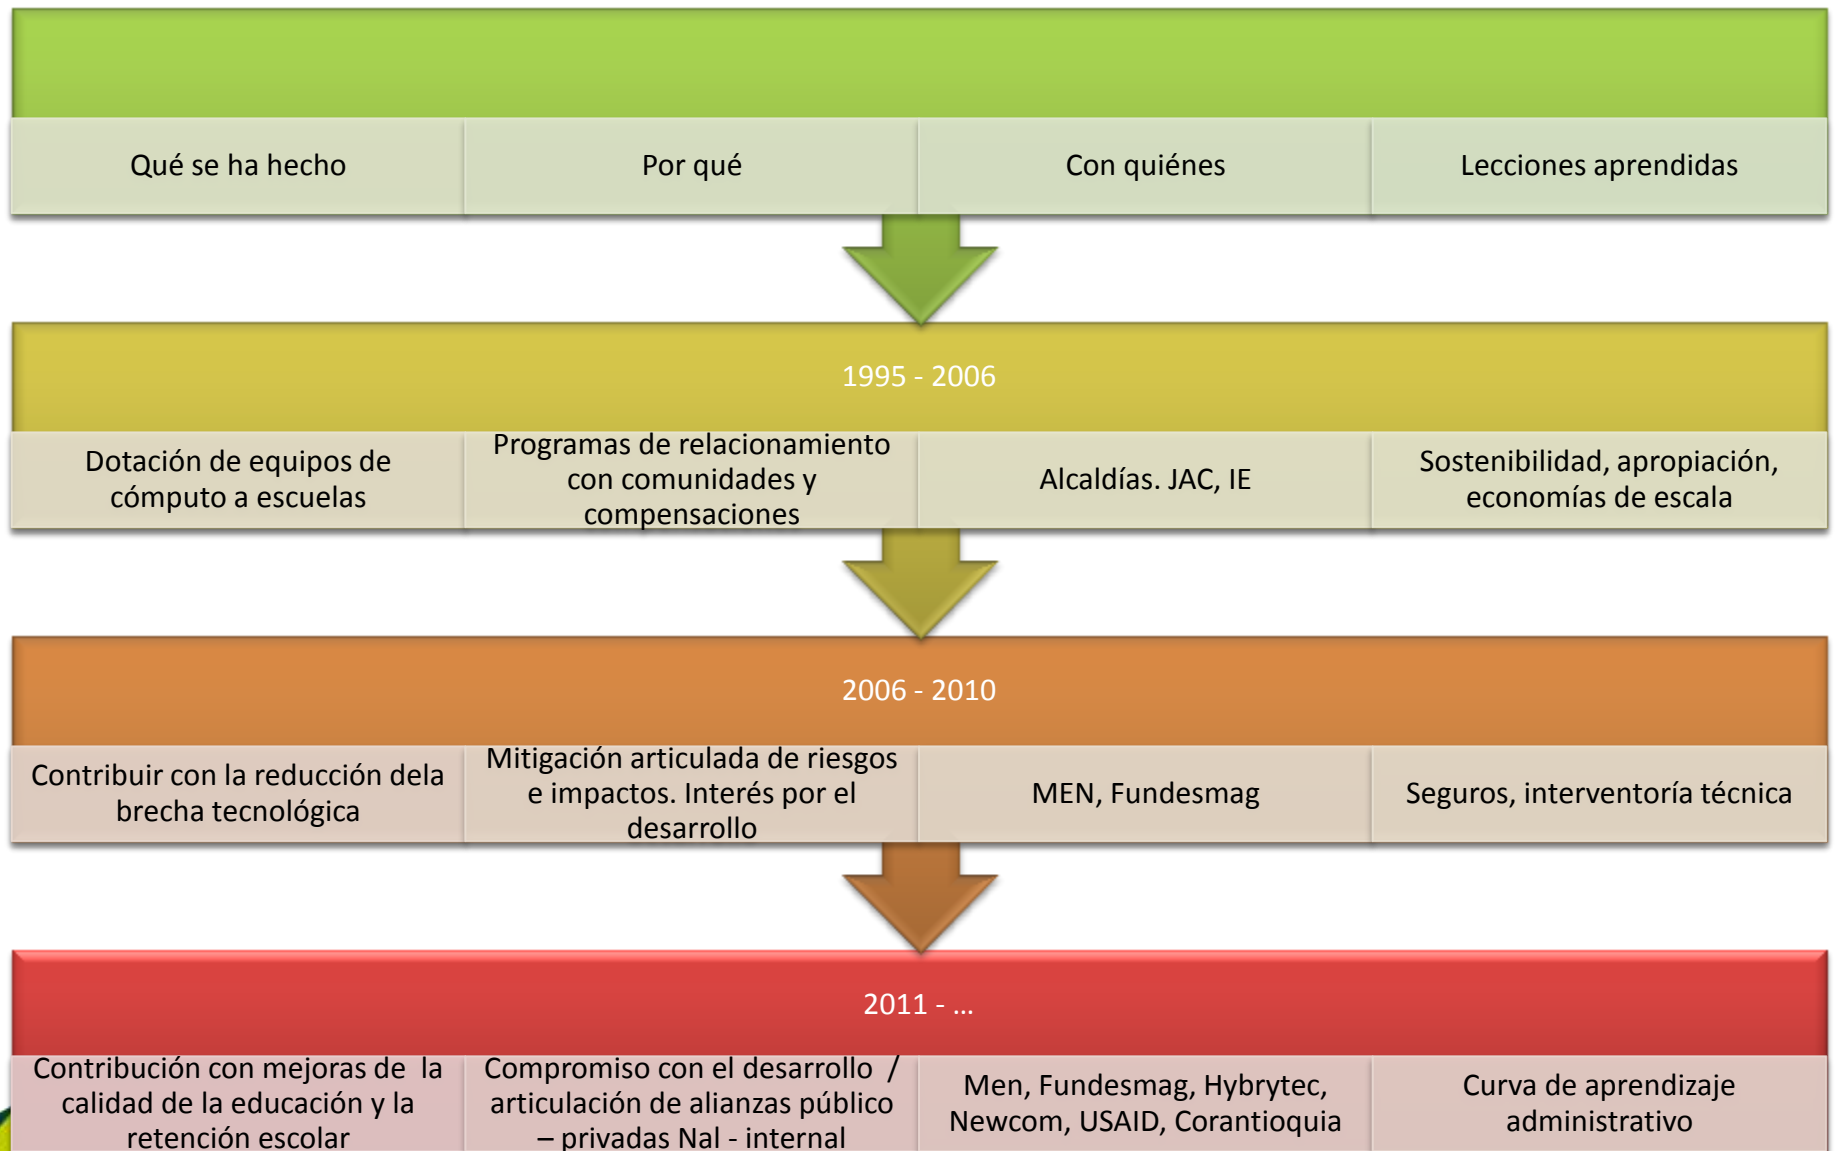 Qué se ha hecho
Por qué
Con quiénes
Lecciones aprendidas
1995 - 2006
Dotación de equipos de
cómputo a escuelas
Programas de relacionamiento
con comunidades y
compensaciones
Alcaldías. JAC, IE
Sostenibilidad, apropiación,
economías de escala
2006 - 2010
Contribuir con la reducción dela
brecha tecnológica
Mitigación articulada de riesgos
e impactos. Interés por el
desarrollo
MEN, Fundesmag
Seguros, interventoría técnica
2011 - ...
Contribución con mejoras de  la
calidad de la educación y la
retención escolar
Compromiso con el desarrollo  /
articulación de alianzas público
– privadas Nal - internal
Men, Fundesmag, Hybrytec,
Newcom, USAID, Corantioquia
Curva de aprendizaje
administrativo